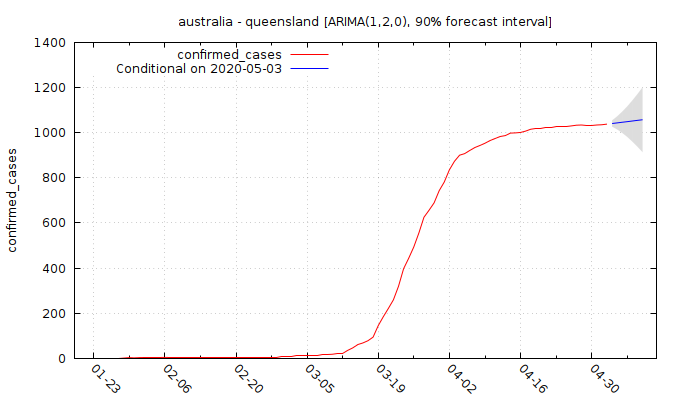 australia - queensland [ARIMA(1,2,0), 90% forecast interval]
confirmed_cases
Conditional on 2020-05-03
confirmed_cases
1400
1200
1000
800
600
400
200
0
01-23 02-06 02-20 03-05 03-19 04-02 04-16 04-30